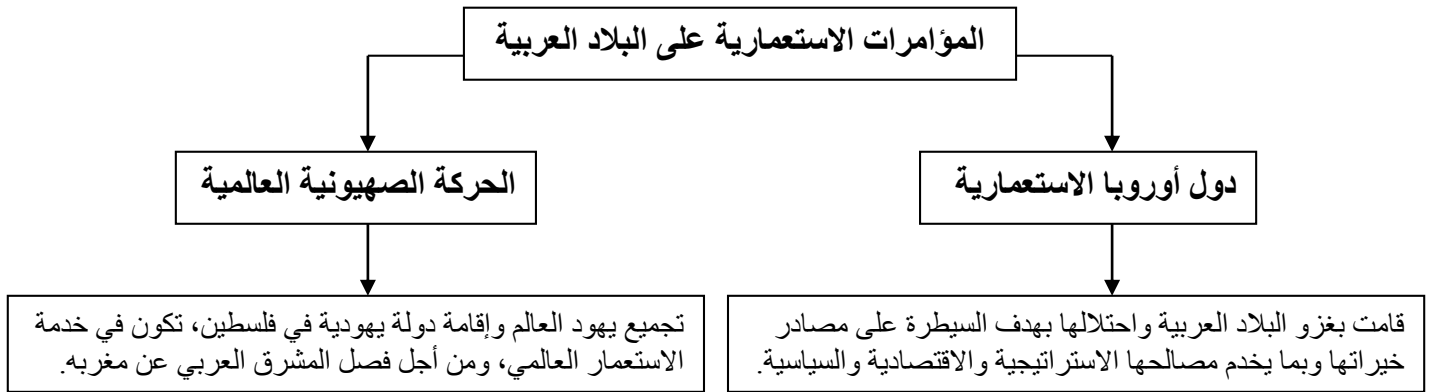 المؤامرات الاستعمارية على البلاد العربية
دول أوروبا الاستعمارية
الحركة الصهيونية العالمية
قامت بغزو البلاد العربية واحتلالها بهدف السيطرة على مصادر
خيراتها وبما يخدم مصالحها الاستراتيجية والاقتصادية والسياسية.
تجميع يهود العالم وإقامة دولة يهودية في فلسطين، تكون في خدمة
الاستعمار العالمي، ومن أجل فصل المشرق العربي عن مغربه.